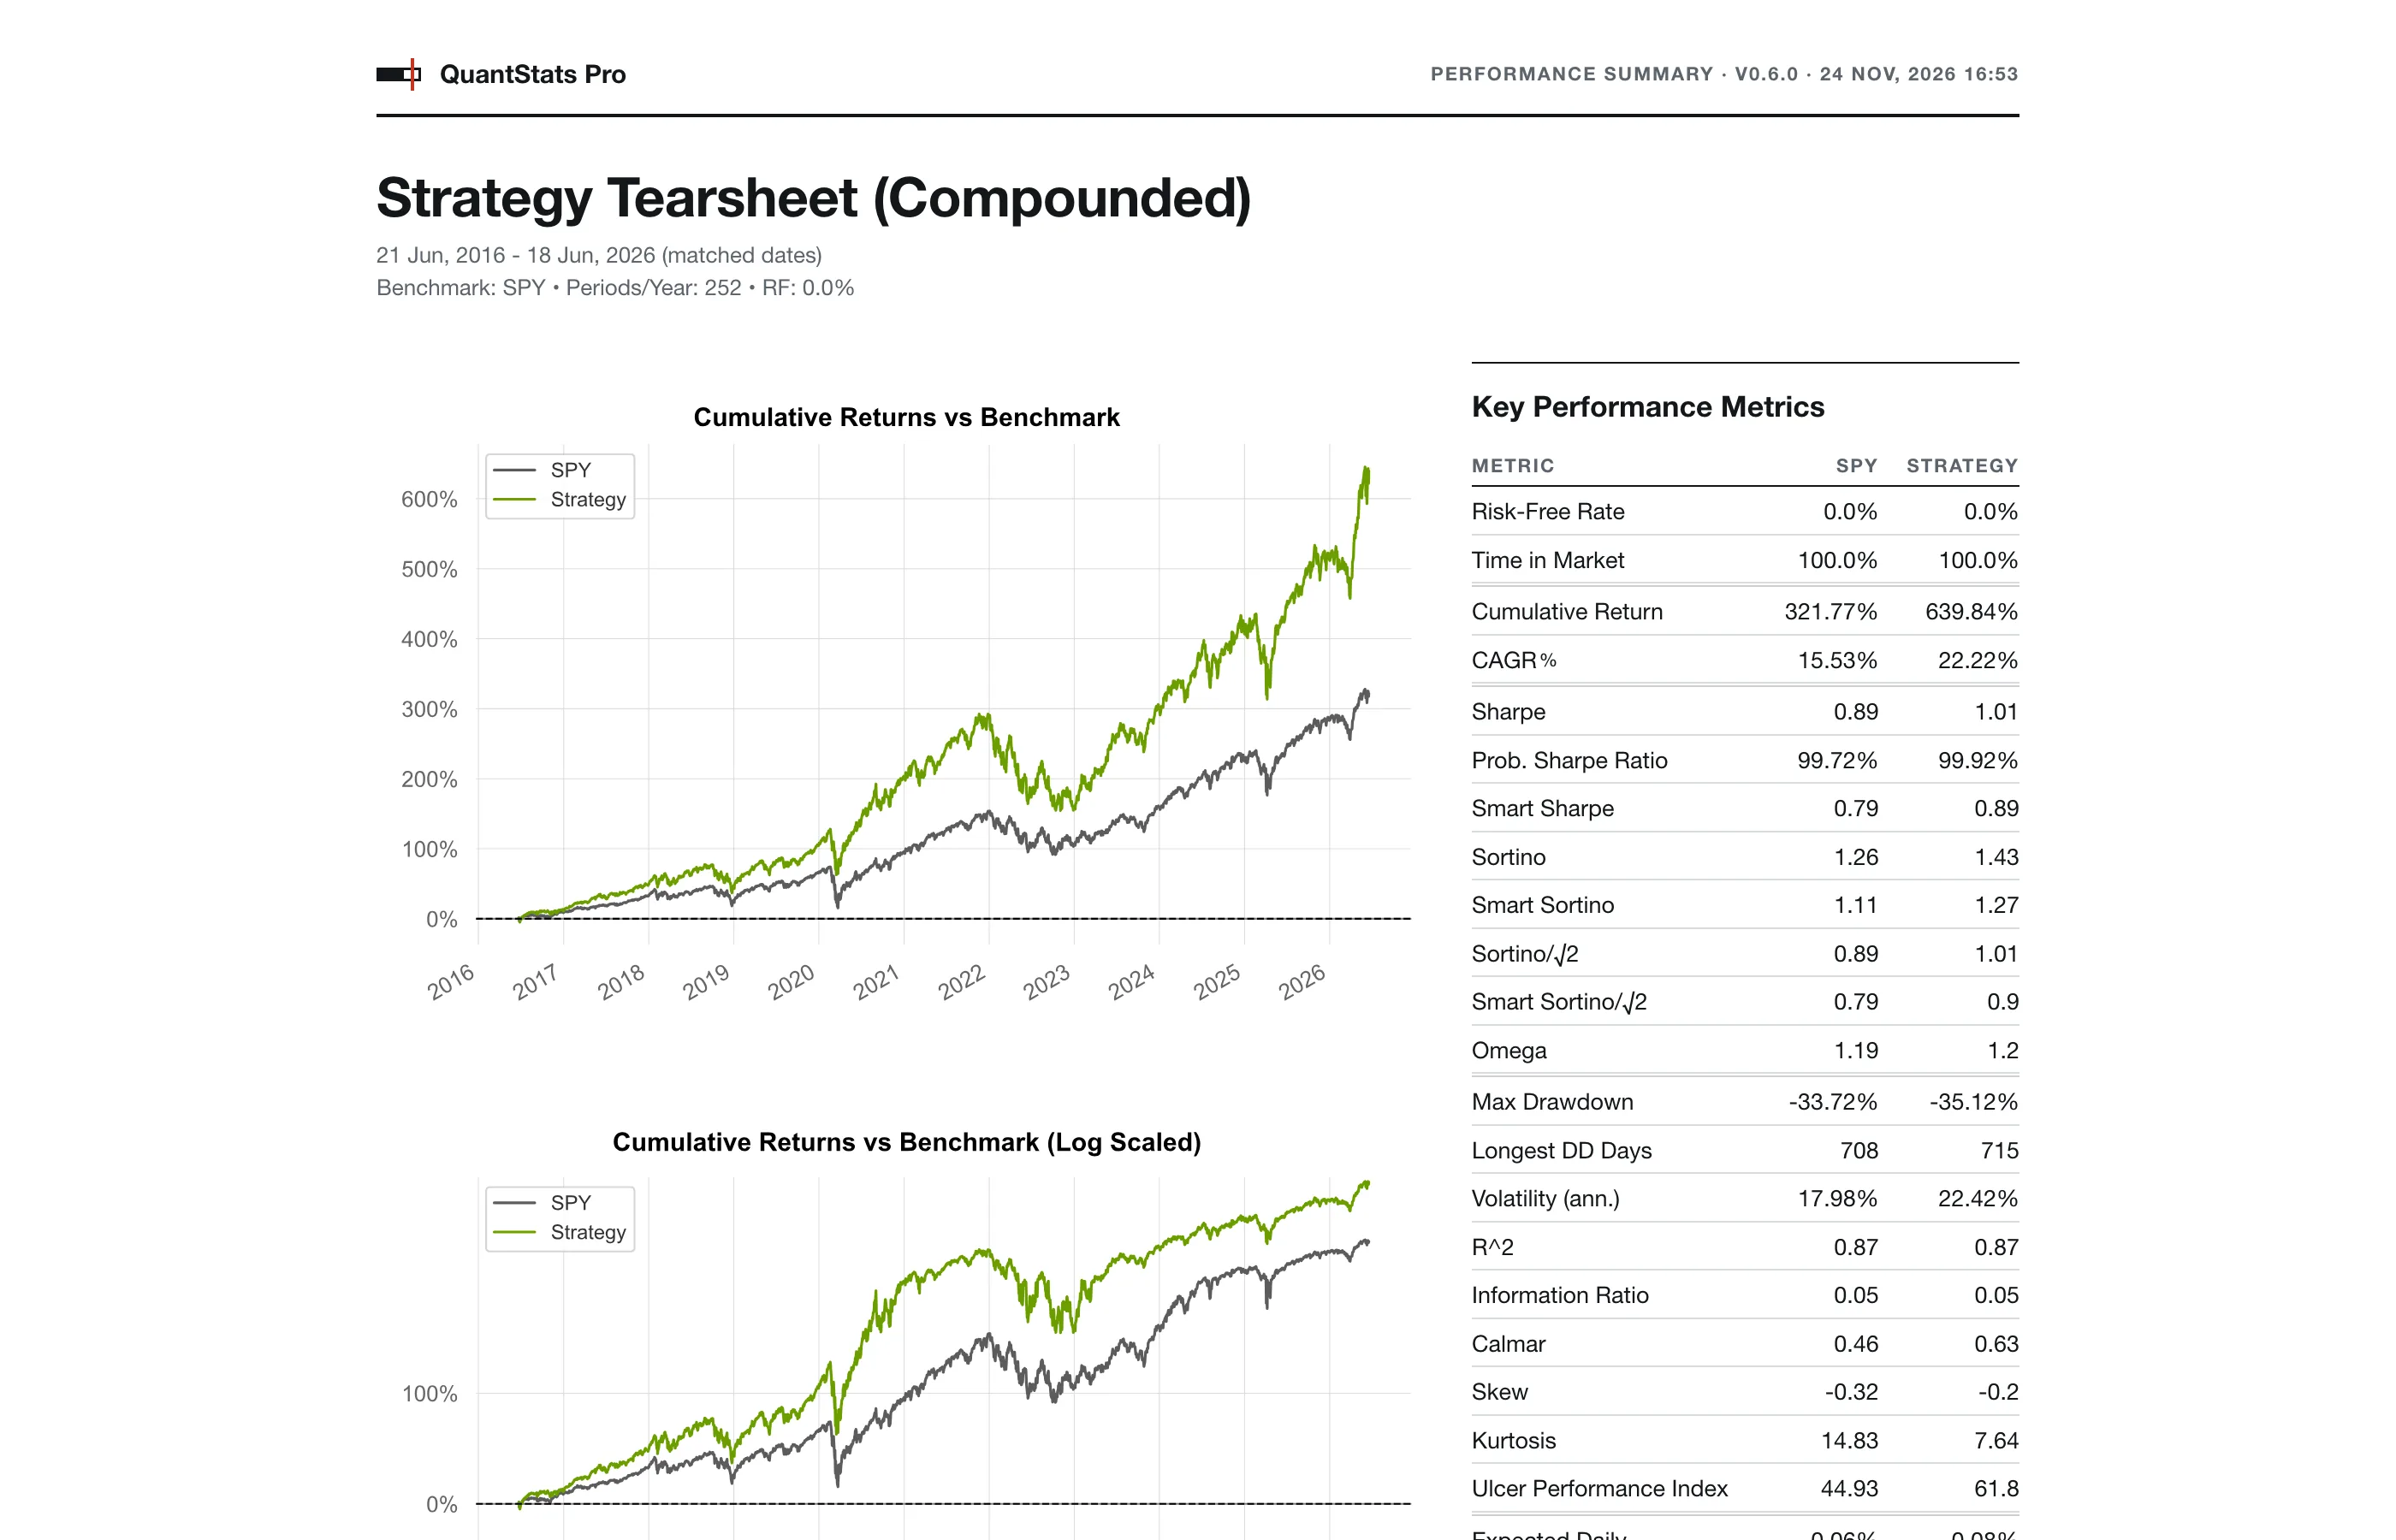 QuantStats Pro
PERFORMANCE SUMMARY · V0.6.0 · 24 NOV, 2026 16:53
Strategy Tearsheet (Compounded)
21 Jun, 2016 - 18 Jun, 2026 (matched dates)
Benchmark: SPY • Periods/Year: 252 • RF: 0.0%
Cumulative Returns vs Benchmark
SPY
Strategy
600%
500%
400%
300%
200%
100%
0%
2016 2017 2018 2019 2020 2021 2022 2023 2024 2025 2026
Cumulative Returns vs Benchmark (Log Scaled)
SPY
Strategy
100%
0%
Key Performance Metrics
METRIC SPY STRATEGY
Risk-Free Rate 0.0% 0.0%
Time in Market 100.0% 100.0%
Cumulative Return 321.77% 639.84%
CAGR% 15.53% 22.22%
Sharpe 0.89 1.01
Prob. Sharpe Ratio 99.72% 99.92%
Smart Sharpe 0.79 0.89
Sortino 1.26 1.43
Smart Sortino 1.11 1.27
Sortino/√2 0.89 1.01
Smart Sortino/√2 0.79 0.9
Omega 1.19 1.2
Max Drawdown -33.72% -35.12%
Longest DD Days 708 715
Volatility (ann.) 17.98% 22.42%
R^2 0.87 0.87
Information Ratio 0.05 0.05
Calmar 0.46 0.63
Skew -0.32 -0.2
Kurtosis 14.83 7.64
Ulcer Performance Index 44.93 61.8
Expected Daily 0.06% 0.08%